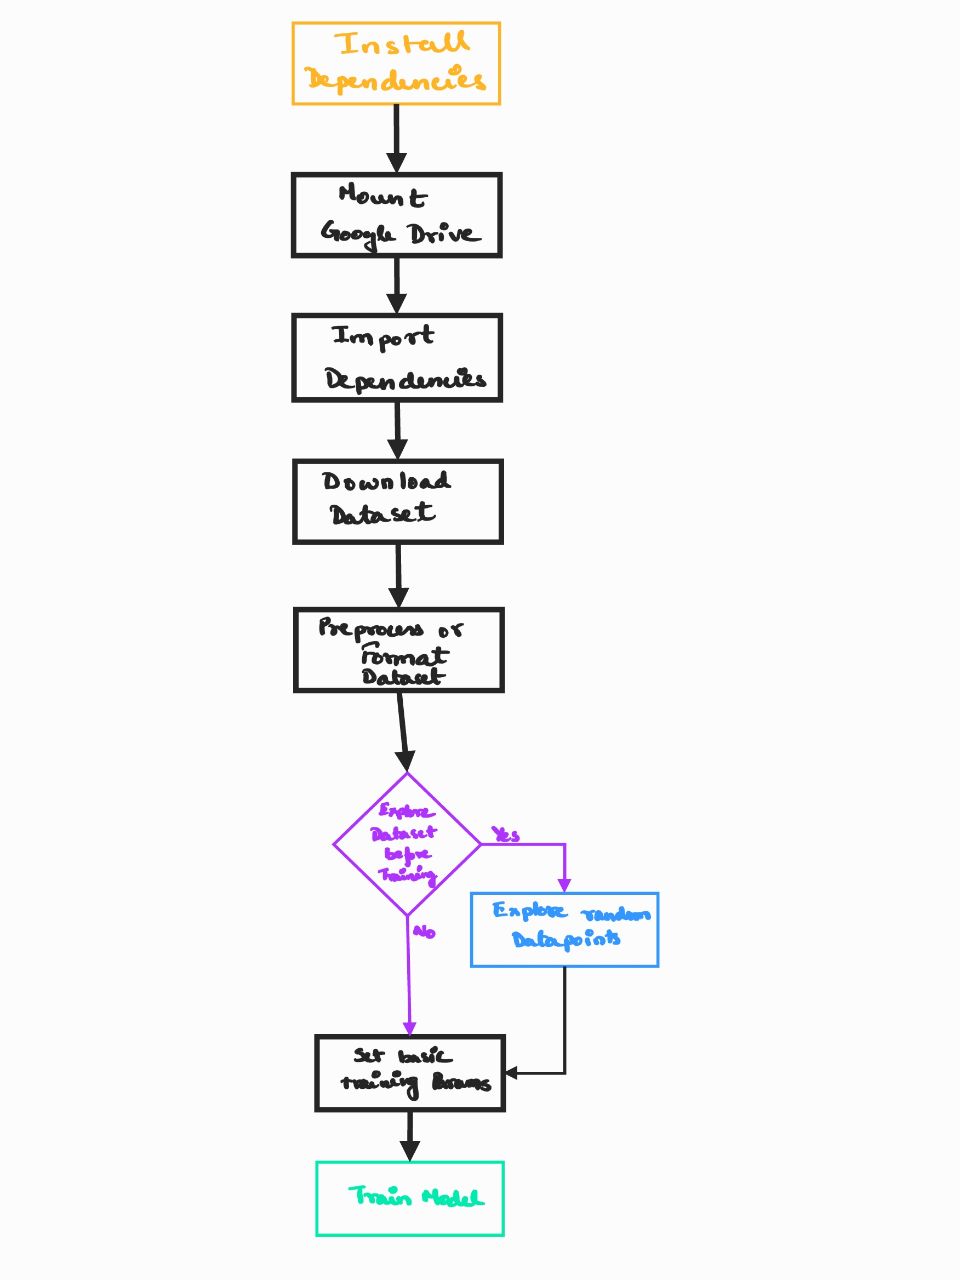 Install
Dependencies
Mount
Google Drive
Import
Dependencies
Download
Dataset
Preprocess or
Format
Dataset
Explore
Dataset
before
Training
Yes
No
Explore random
Datapoints
Set basic
training Params
Train Model